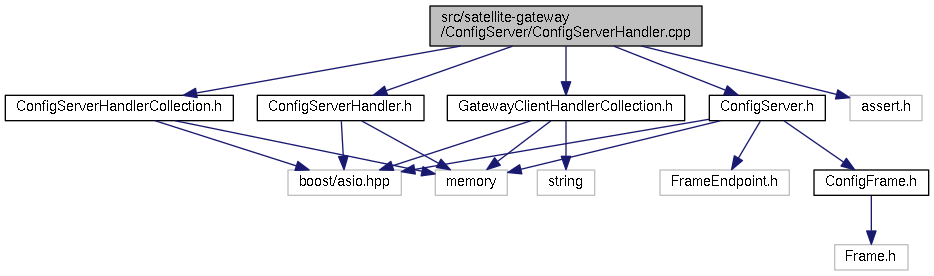 src/satellite-gateway
/ConfigServer/ConfigServerHandler.cpp
ConfigServerHandlerCollection.h
ConfigServerHandler.h
GatewayClientHandlerCollection.h
ConfigServer.h
assert.h
boost/asio.hpp
memory
string
FrameEndpoint.h
ConfigFrame.h
Frame.h